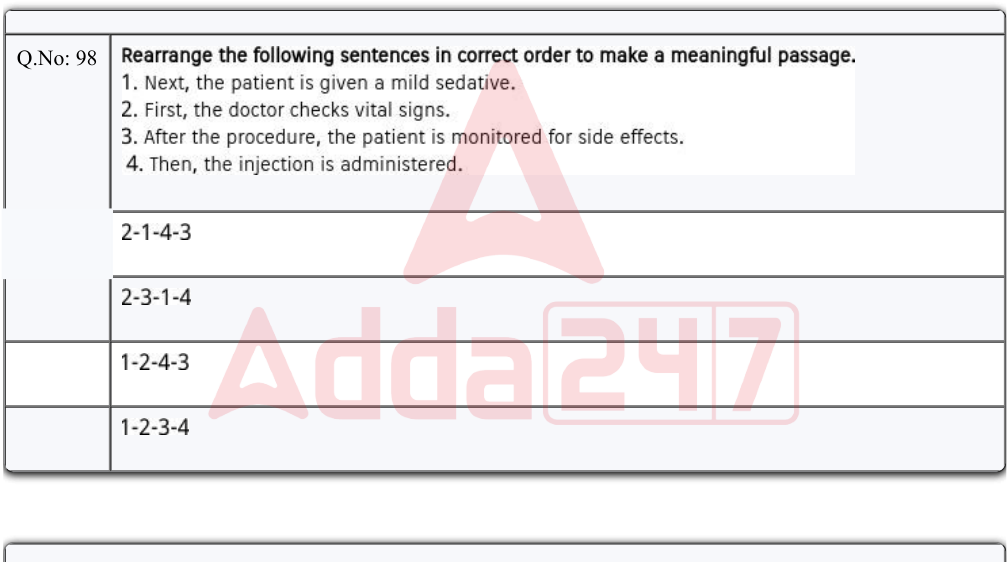 Q.No: 98
Rearrange the following sentences in correct order to make a meaningful passage.
1. Next, the patient is given a mild sedative.
2. First, the doctor checks vital signs.
3. After the procedure, the patient is monitored for side effects.
4. Then, the injection is administered.
2-1-4-3
2-3-1-4
1-2-4-3
1-2-3-4
Adda247